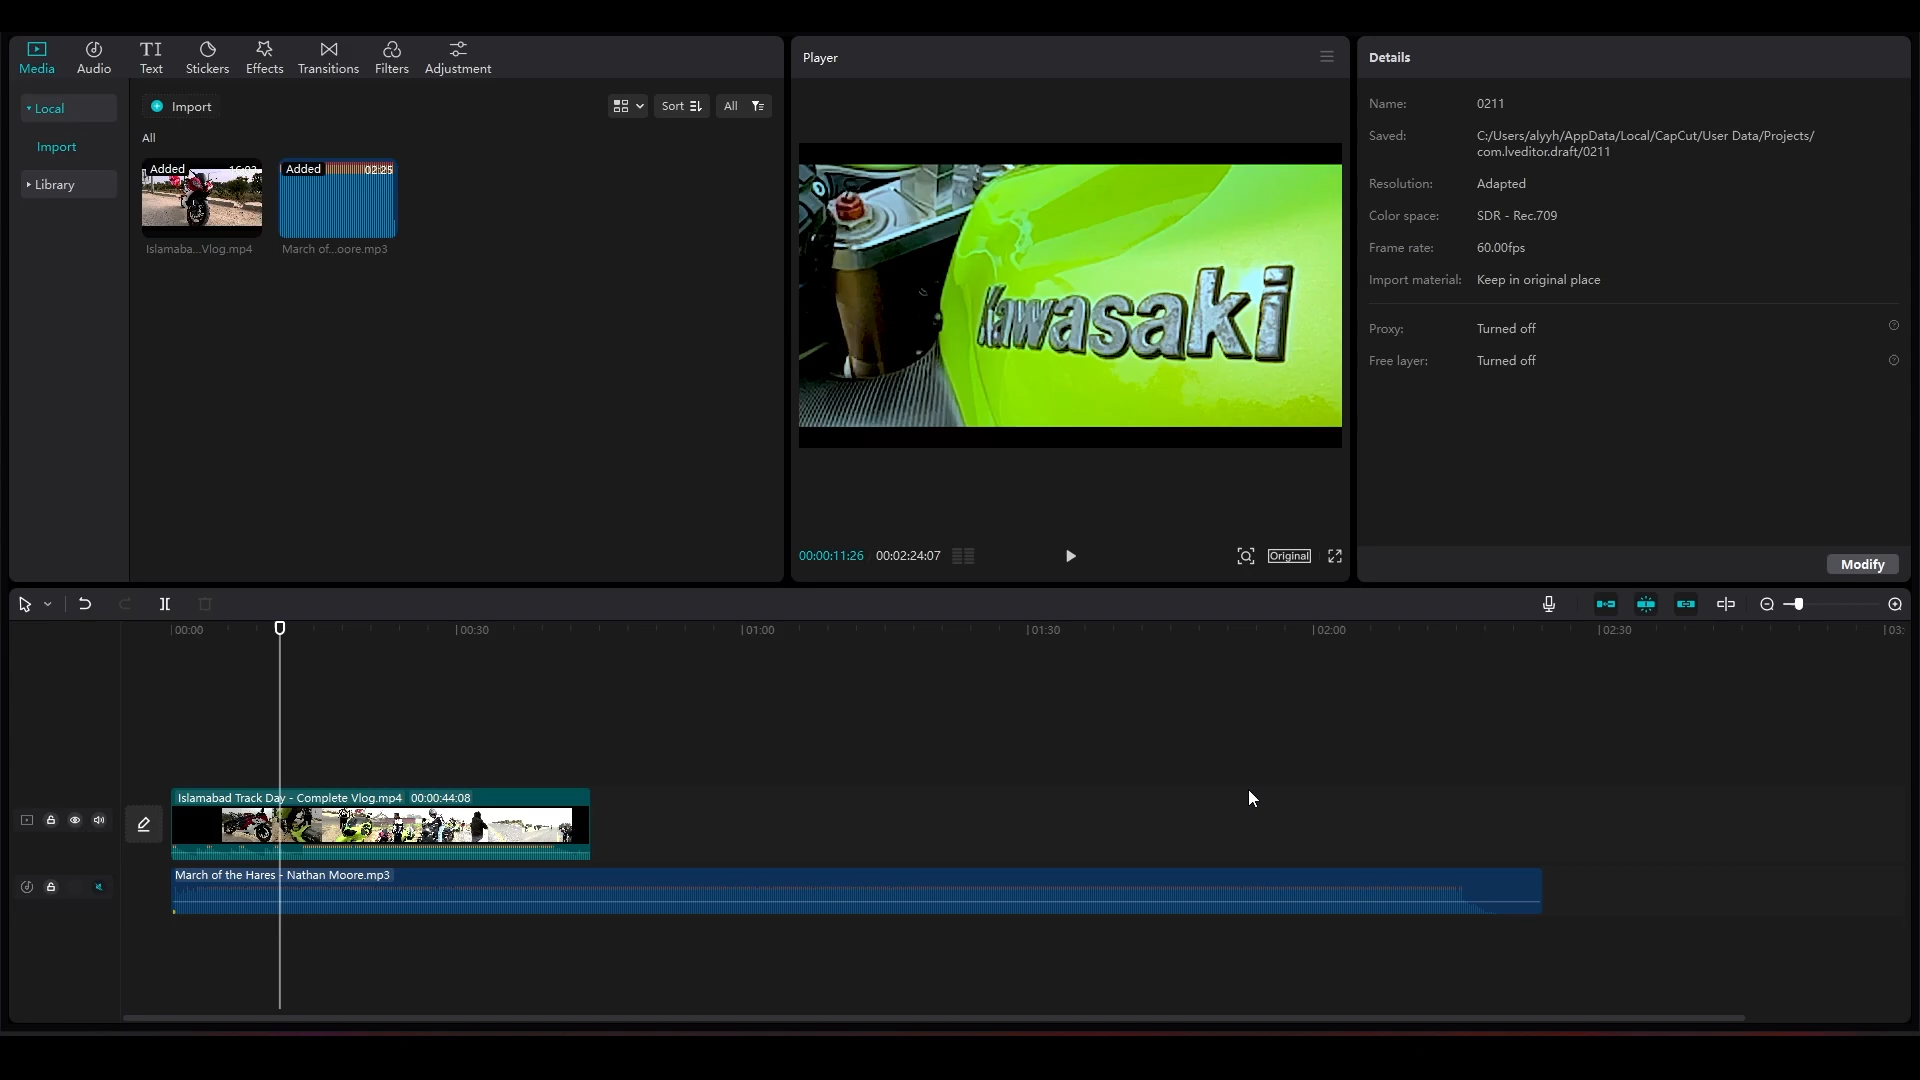 Media
Audio
Text
Stickers
Effects
Transitions
Filters
Adjustment
Local
Import
Library
Import
Sort
All
All
Added
Islamaba...Vlog.mp4
Added 02:25
March of...oore.mp3
Player
Kawasaki
00:00:11:26 00:02:24:07
Original
Details
Name: 0211
Saved: C:/Users/alyyh/AppData/Local/CapCut/User Data/Projects/
com.lveditor.draft/0211
Resolution: Adapted
Color space: SDR - Rec.709
Frame rate: 60.00fps
Import material: Keep in original place
Proxy: Turned off
Free layer: Turned off
Modify
00:00 00:30 01:00 01:30 02:00 02:30 03:
Islamabad Track Day - Complete Vlog.mp4 00:00:44:08
March of the Hares - Nathan Moore.mp3